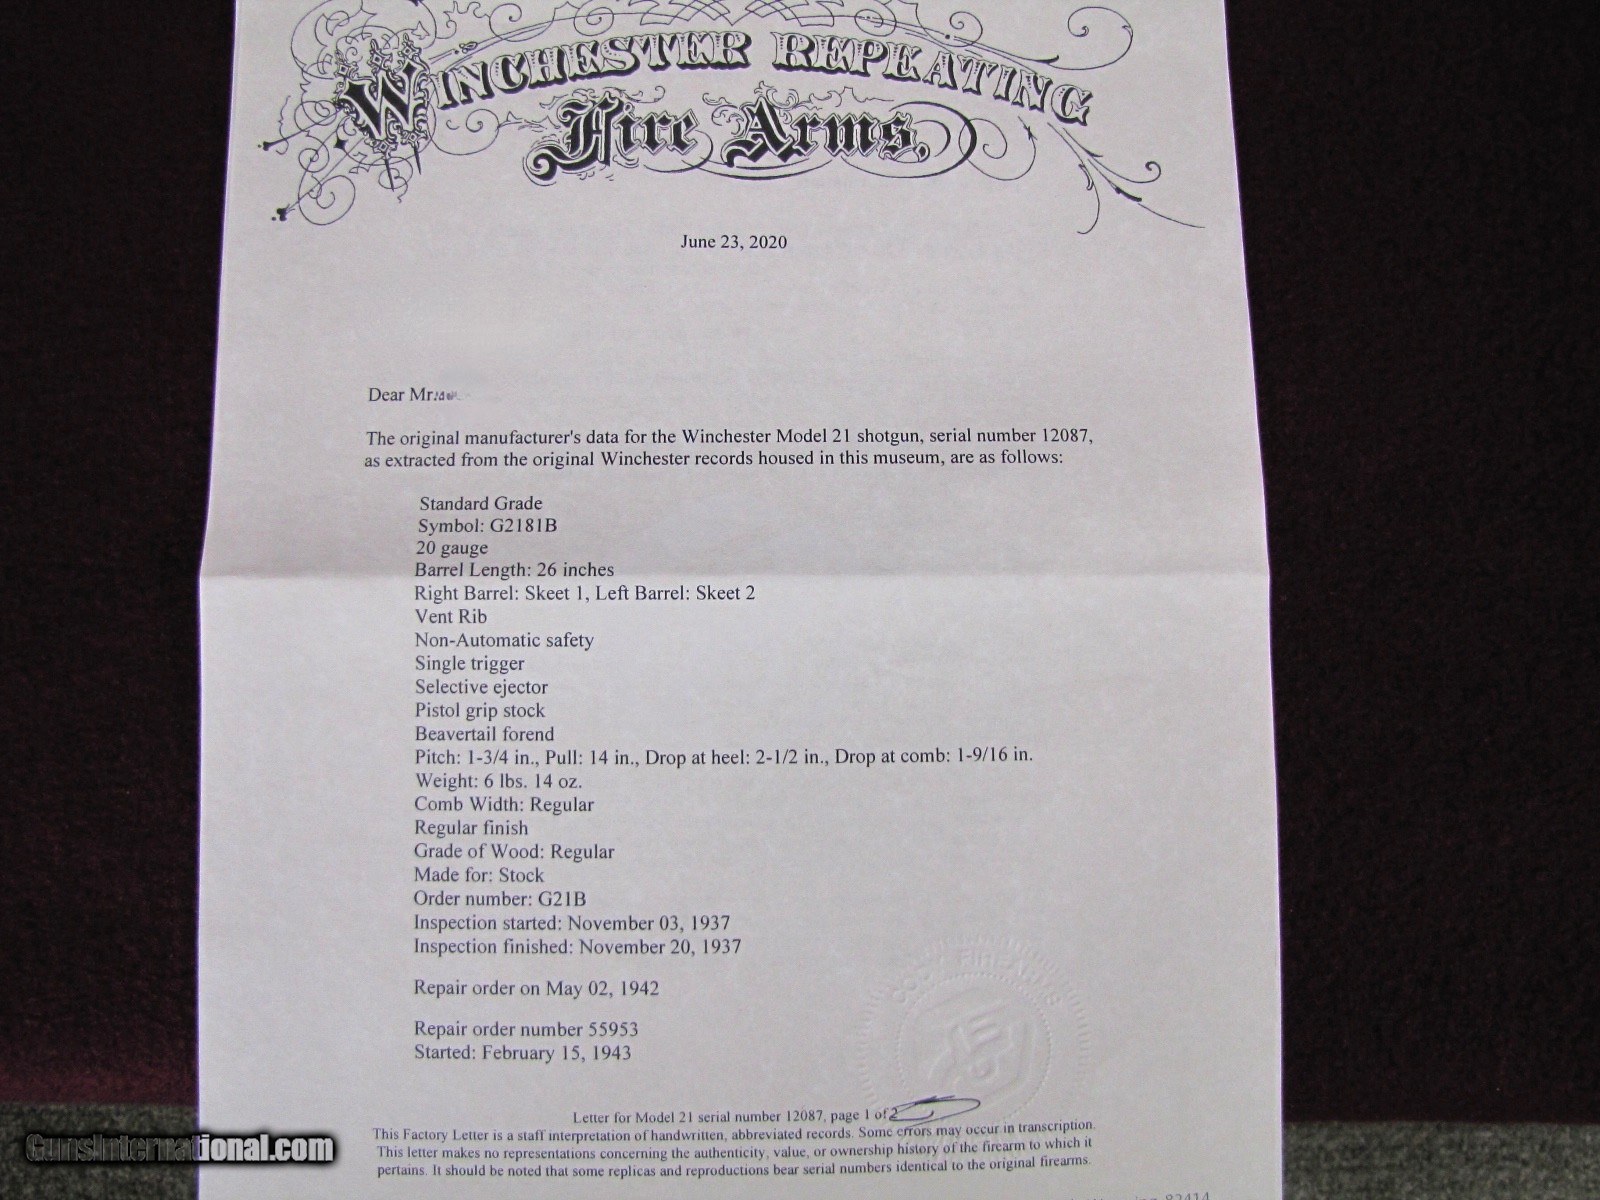 WINCHESTER REPEATING
Fire Arms,
June 23, 2020
Dear Mr.
The original manufacturer's data for the Winchester Model 21 shotgun, serial number 12087,
as extracted from the original Winchester records housed in this museum, are as follows:
Standard Grade
Symbol: G2181B
20 gauge
Barrel Length: 26 inches
Right Barrel: Skeet 1, Left Barrel: Skeet 2
Vent Rib
Non-Automatic safety
Single trigger
Selective ejector
Pistol grip stock
Beavertail forend
Pitch: 1-3/4 in., Pull: 14 in., Drop at heel: 2-1/2 in., Drop at comb: 1-9/16 in.
Weight: 6 lbs. 14 oz.
Comb Width: Regular
Regular finish
Grade of Wood: Regular
Made for: Stock
Order number: G21B
Inspection started: November 03, 1937
Inspection finished: November 20, 1937
Repair order on May 02, 1942
Repair order number 55953
Started: February 15, 1943
CODY FIREARMS
Letter for Model 21 serial number 12087, page 1 of 2
This Factory Letter is a staff interpretation of handwritten, abbreviated records. Some errors may occur in transcription.
This letter makes no representations concerning the authenticity, value, or ownership history of the firearm to which it
pertains. It should be noted that some replicas and reproductions bear serial numbers identical to the original firearms.
82414
GunsInternational.com